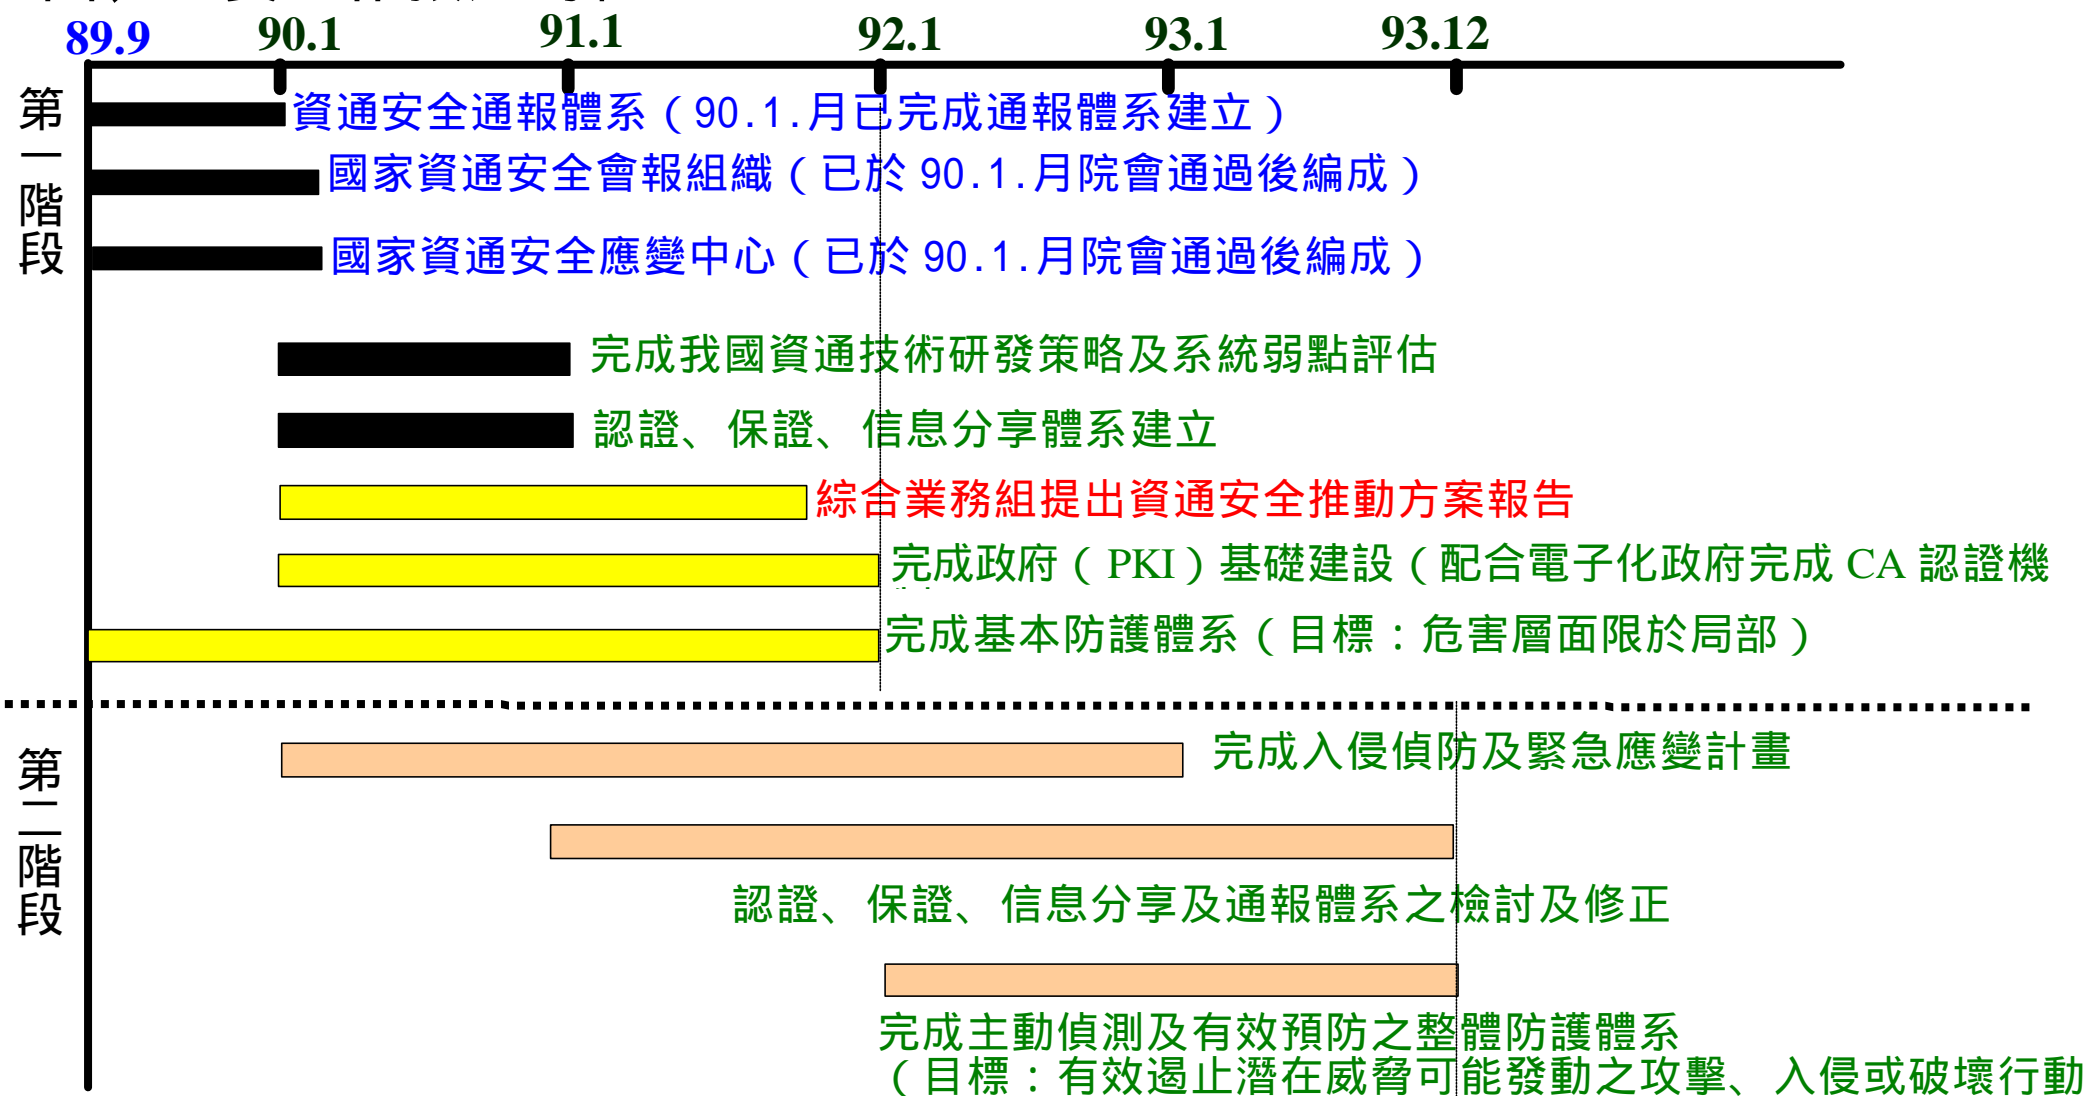 89.9 90.1 91.1 92.1 93.1 93.12
第一階段
資通安全通報體系（90.1.月已完成通報體系建立）
國家資通安全會報組織（已於 90.1.月院會通過後編成）
國家資通安全應變中心（已於 90.1.月院會通過後編成）
完成我國資通技術研發策略及系統弱點評估
認證、保證、信息分享體系建立
綜合業務組提出資通安全推動方案報告
完成政府（PKI）基礎建設（配合電子化政府完成 CA 認證機
完成基本防護體系（目標：危害層面限於局部）
第二階段
完成入侵偵防及緊急應變計畫
認證、保證、信息分享及通報體系之檢討及修正
完成主動偵測及有效預防之整體防護體系
（目標：有效遏止潛在威脅可能發動之攻擊、入侵或破壞行動